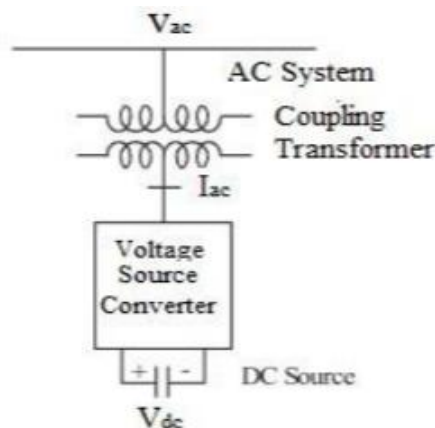 Vac
AC System
Coupling
Transformer
Iac
Voltage
Source
Converter
+ -
DC Source
Vdc